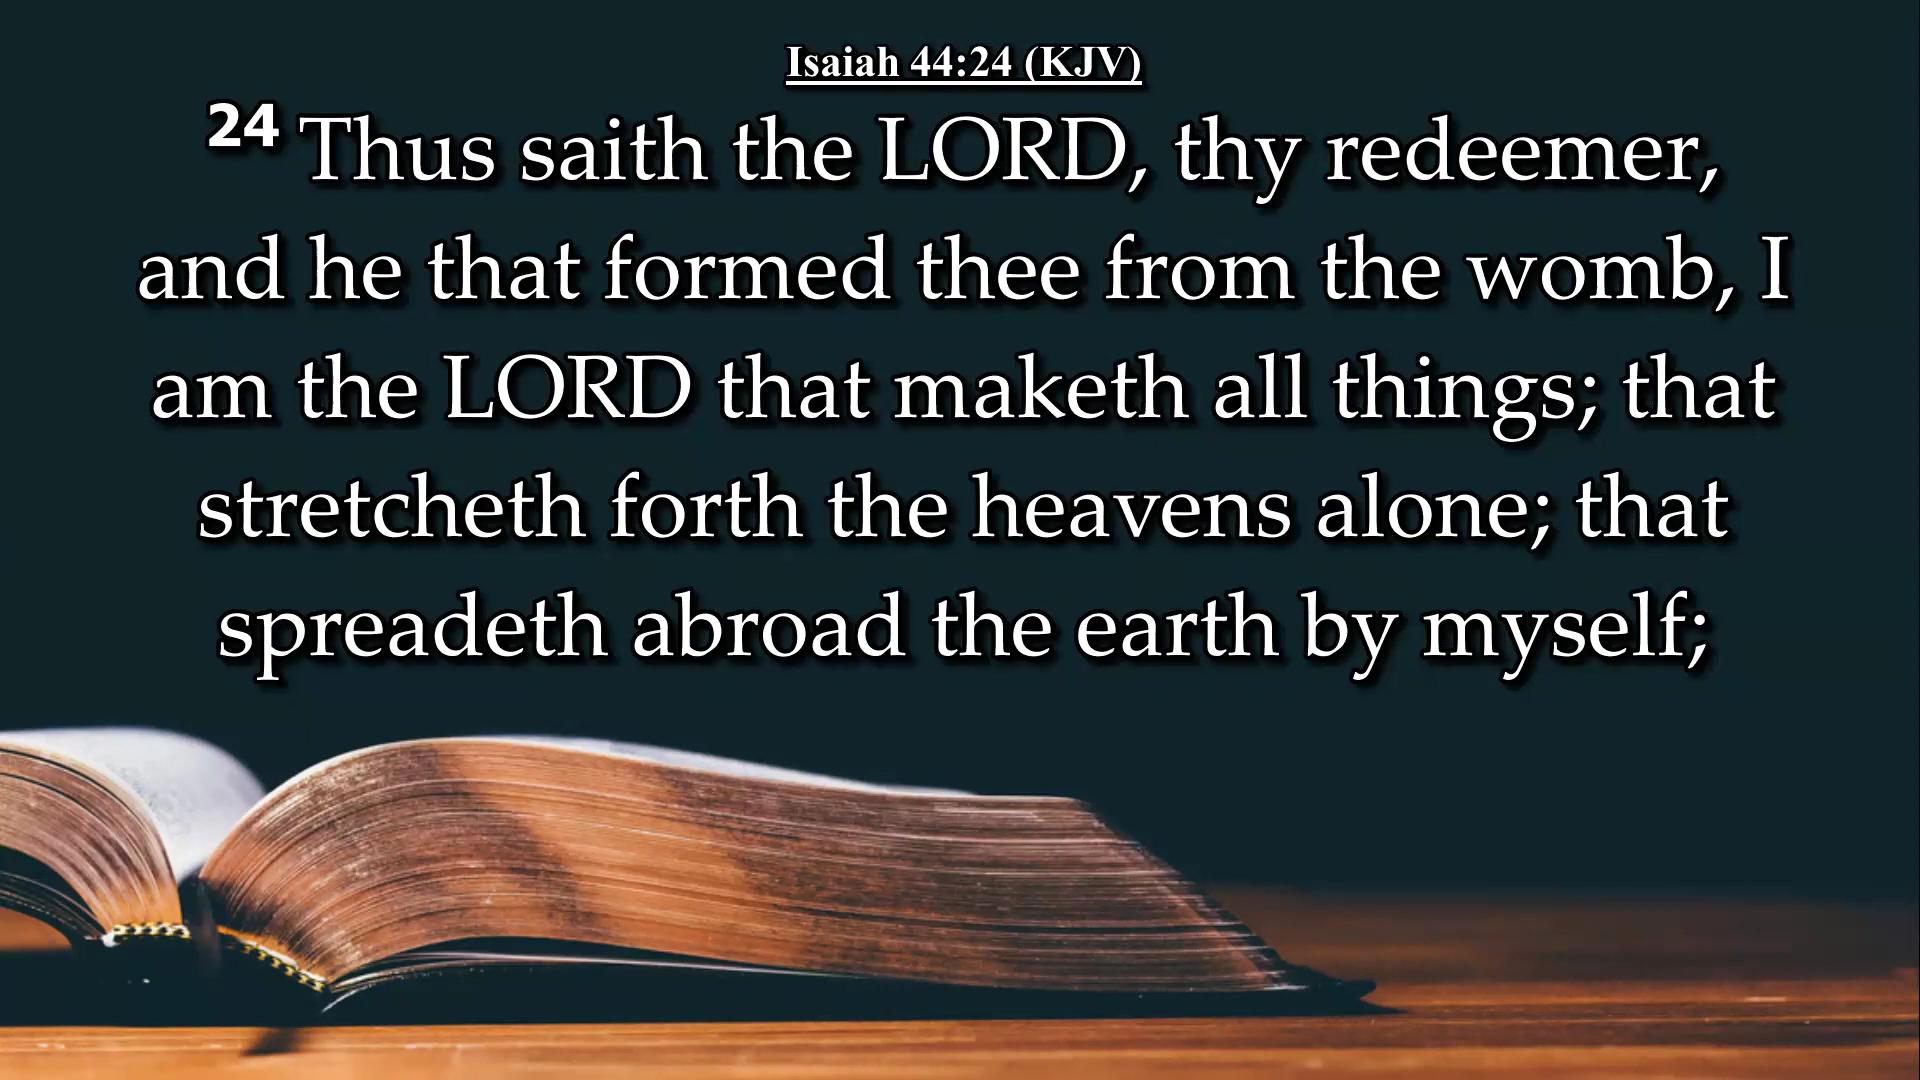 Isaiah 44:24 (KJV)
24 Thus saith the LORD, thy redeemer,
and he that formed thee from the womb, I
am the LORD that maketh all things; that
stretcheth forth the heavens alone; that
spreadeth abroad the earth by myself;